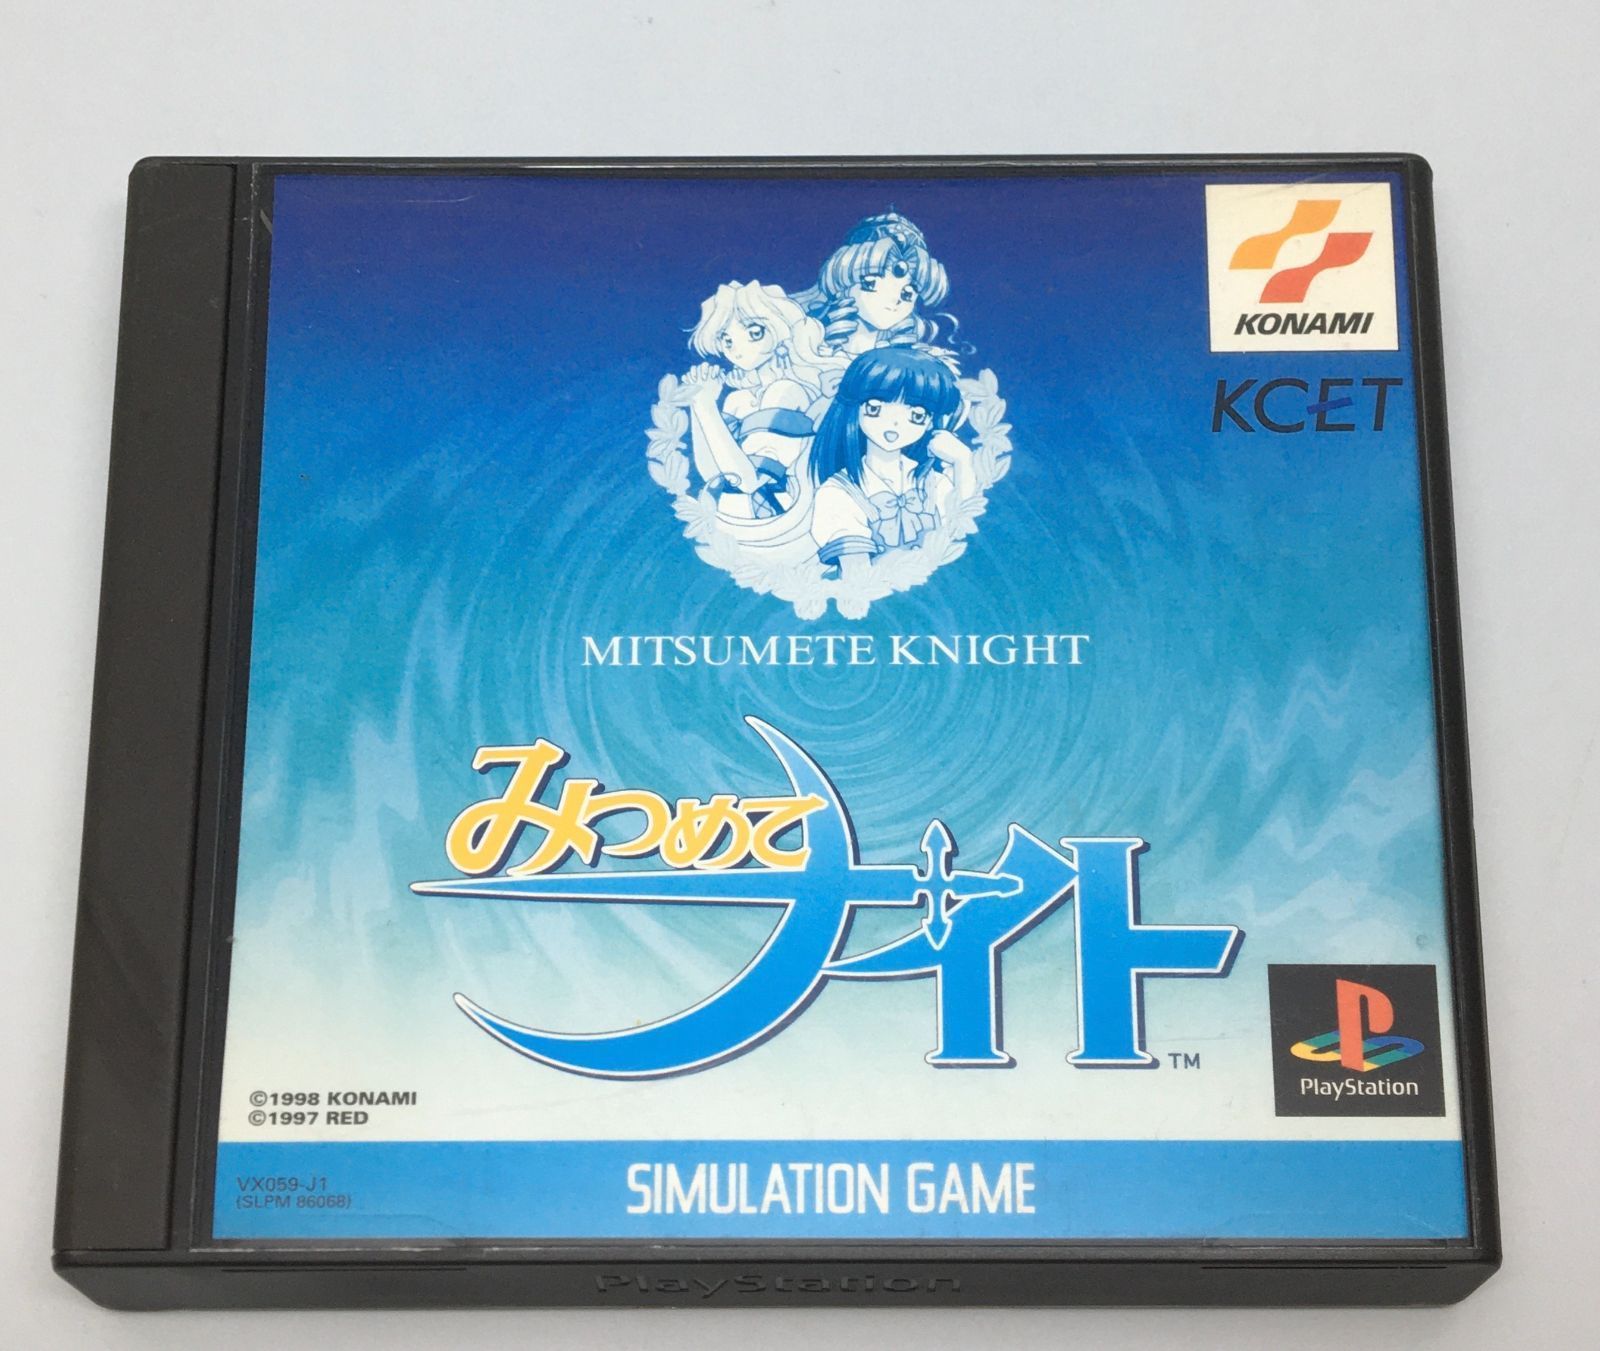 KONAMI
KCET
MITSUMETE KNIGHT
みつめて
ナイト
TM
PlayStation
©1998 KONAMI
©1997 RED
VX059-J1
(SLPM 86068)
SIMULATION GAME
PlayStation